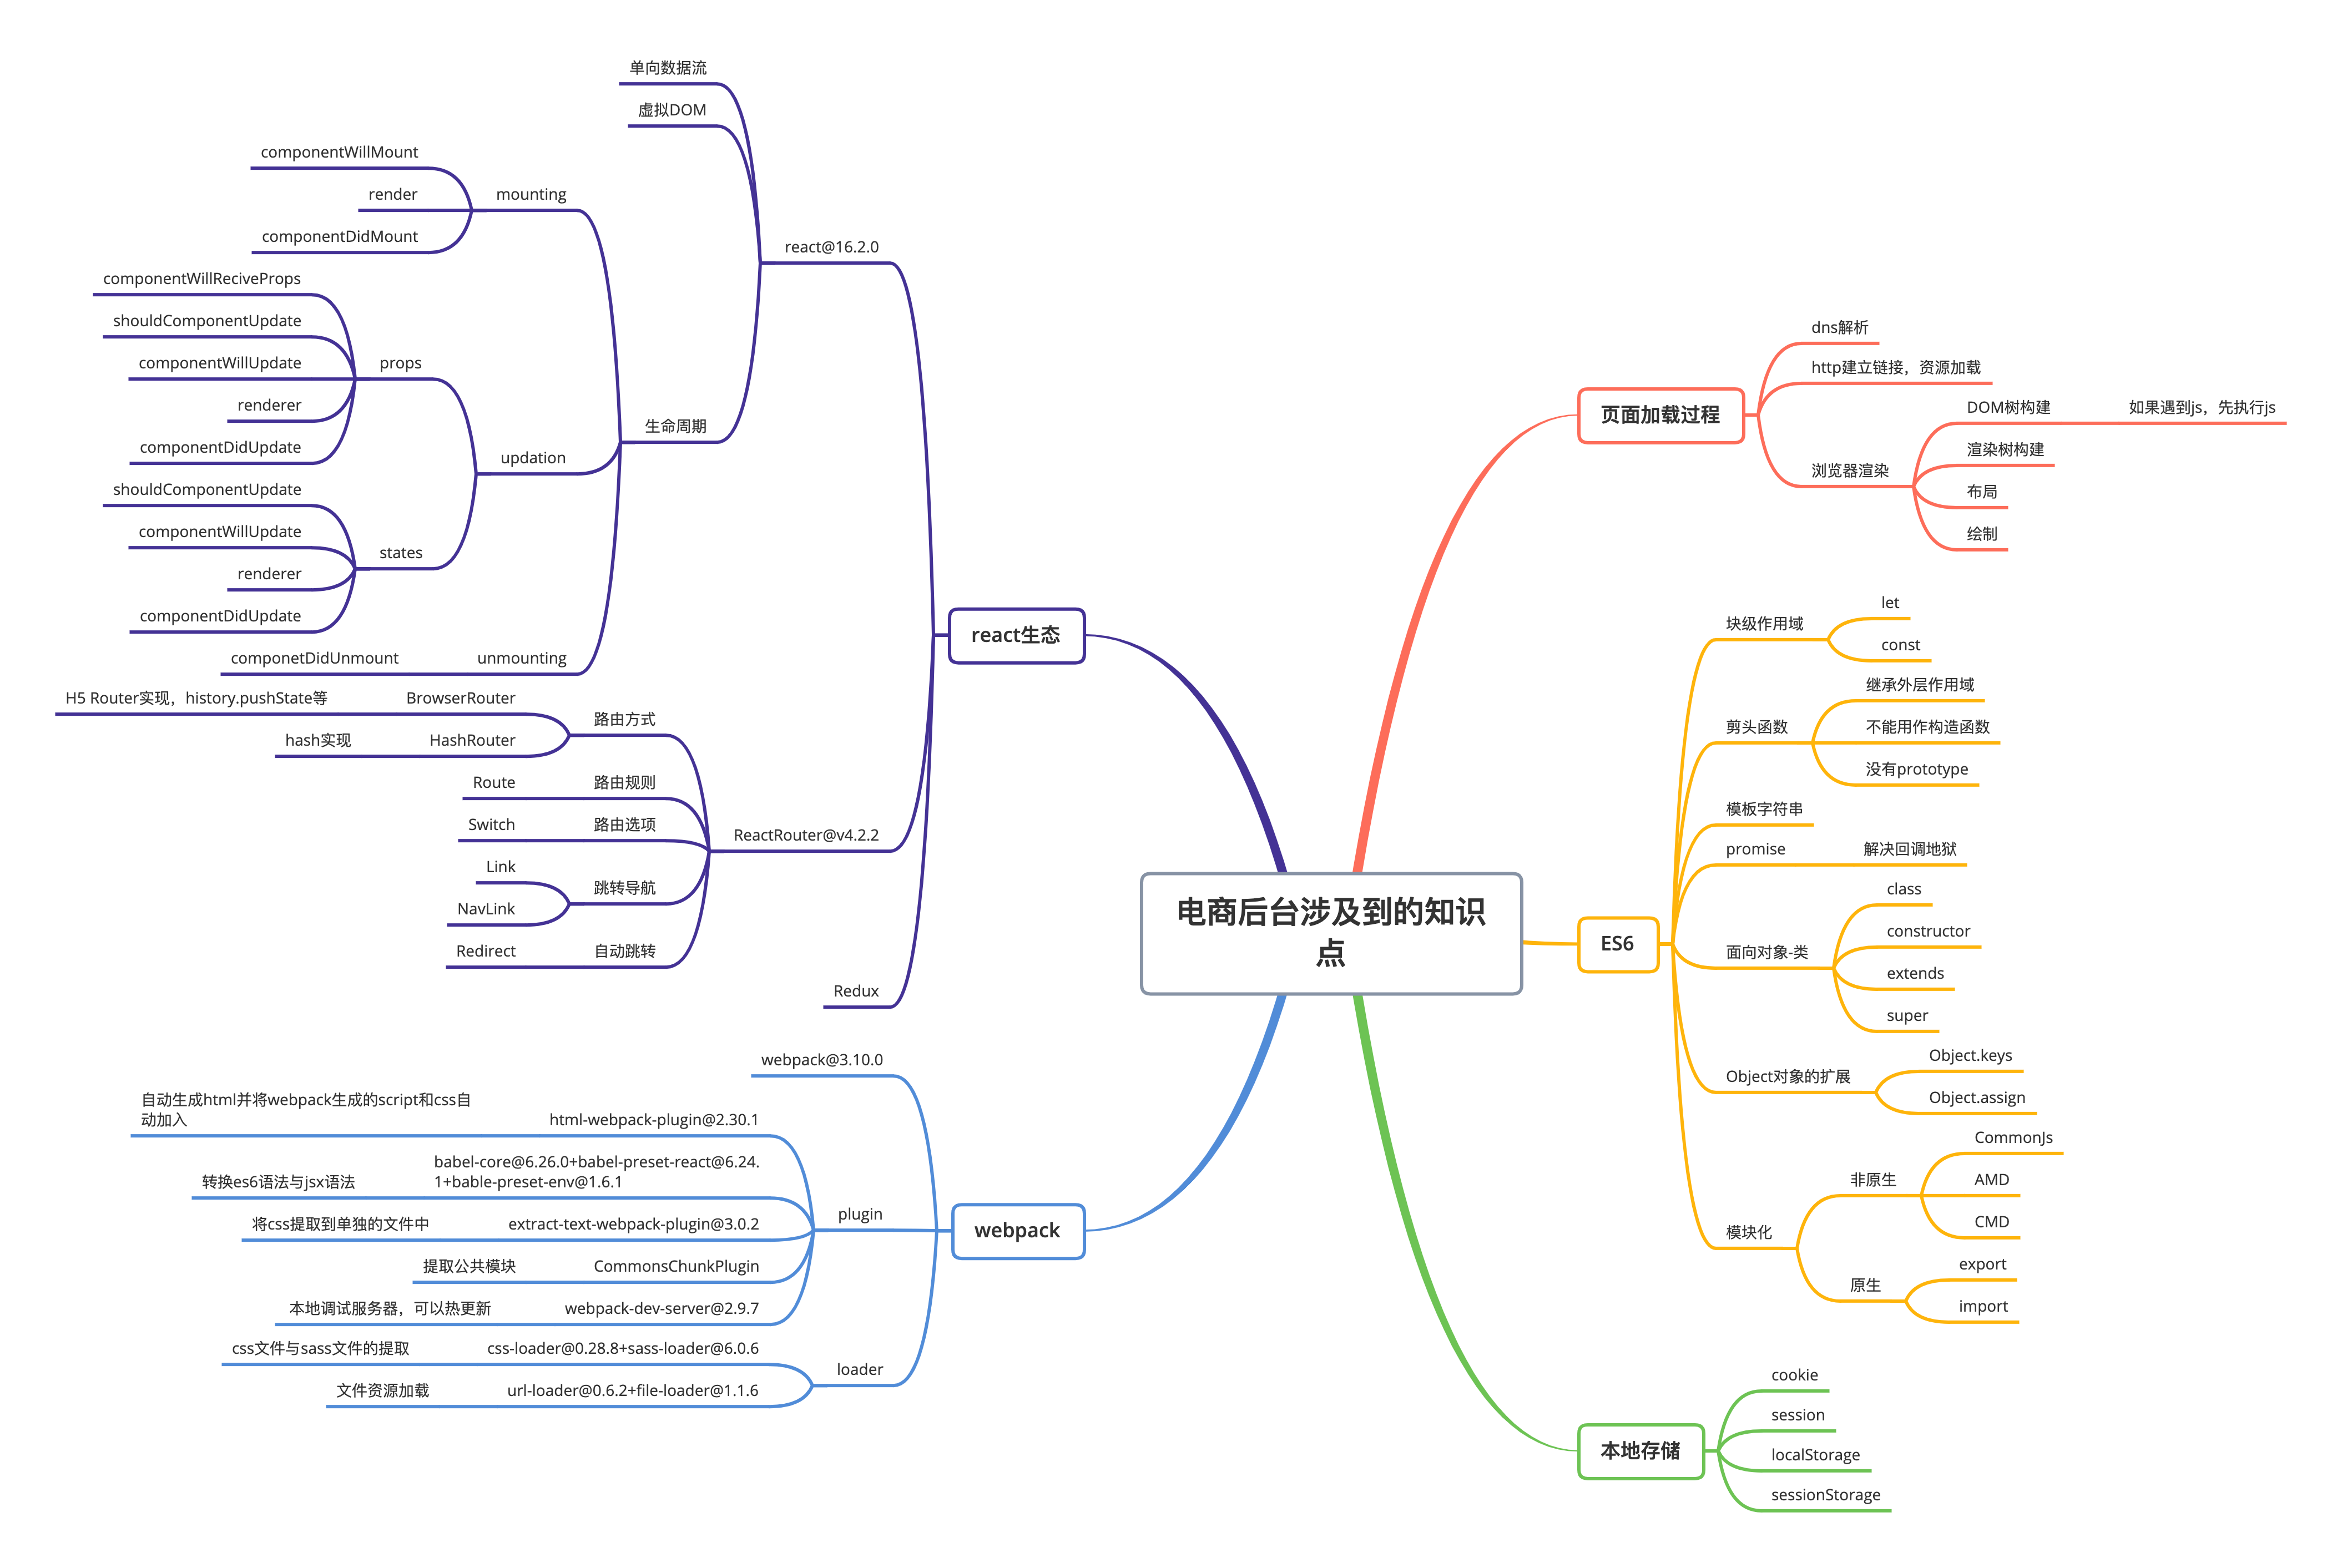 电商后台涉及到的知识
点
页面加载过程
dns解析
http建立链接，资源加载
浏览器渲染
DOM树构建
如果遇到js，先执行js
渲染树构建
布局
绘制
ES6
块级作用域
let
const
剪头函数
继承外层作用域
不能用作构造函数
没有prototype
模板字符串
promise
解决回调地狱
面向对象-类
class
constructor
extends
super
Object对象的扩展
Object.keys
Object.assign
模块化
非原生
CommonJs
AMD
CMD
原生
export
import
本地存储
cookie
session
localStorage
sessionStorage
react生态
react@16.2.0
单向数据流
虚拟DOM
生命周期
mounting
componentWillMount
render
componentDidMount
updation
props
componentWillReciveProps
shouldComponentUpdate
componentWillUpdate
renderer
componentDidUpdate
states
shouldComponentUpdate
componentWillUpdate
renderer
componentDidUpdate
unmounting
componetDidUnmount
ReactRouter@v4.2.2
路由方式
BrowserRouter
H5 Router实现，history.pushState等
HashRouter
hash实现
路由规则
Route
路由选项
Switch
跳转导航
Link
NavLink
自动跳转
Redirect
Redux
webpack
webpack@3.10.0
plugin
html-webpack-plugin@2.30.1
自动生成html并将webpack生成的script和css自
动加入
babel-core@6.26.0+babel-preset-react@6.24.
1+bable-preset-env@1.6.1
转换es6语法与jsx语法
extract-text-webpack-plugin@3.0.2
将css提取到单独的文件中
CommonsChunkPlugin
提取公共模块
webpack-dev-server@2.9.7
本地调试服务器，可以热更新
loader
css-loader@0.28.8+sass-loader@6.0.6
css文件与sass文件的提取
url-loader@0.6.2+file-loader@1.1.6
文件资源加载